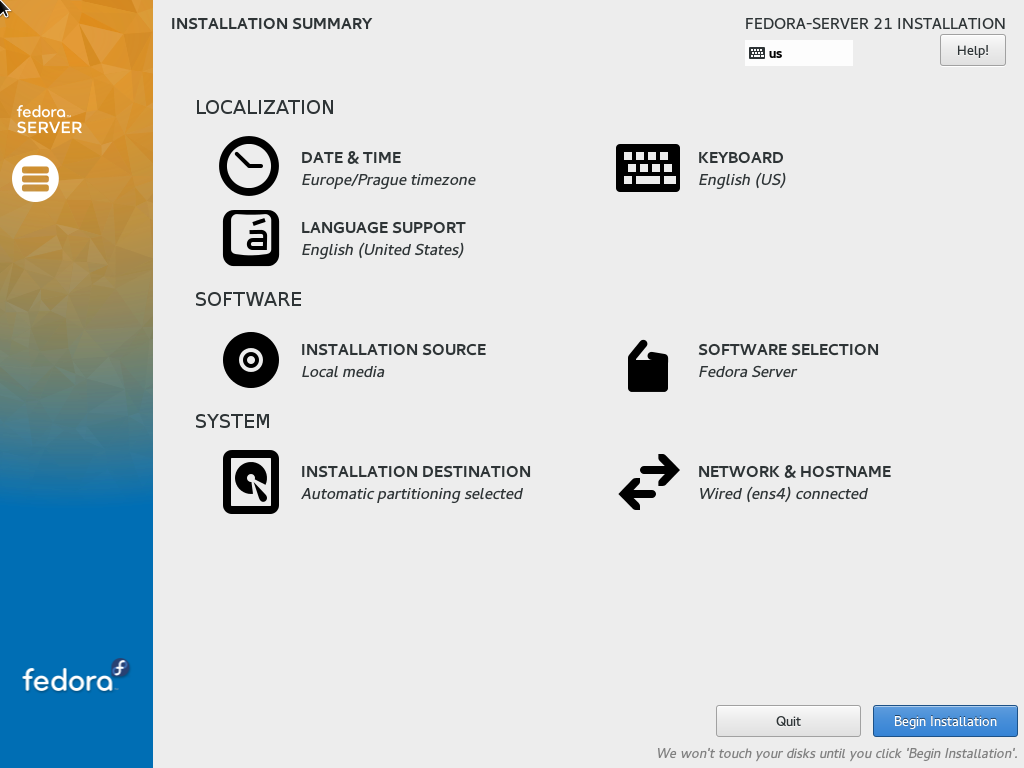 INSTALLATION SUMMARY
FEDORA-SERVER 21 INSTALLATION
us
Help!
fedora
SERVER
LOCALIZATION
DATE & TIME
Europe/Prague timezone
KEYBOARD
English (US)
LANGUAGE SUPPORT
English (United States)
SOFTWARE
INSTALLATION SOURCE
Local media
SOFTWARE SELECTION
Fedora Server
SYSTEM
INSTALLATION DESTINATION
Automatic partitioning selected
NETWORK & HOSTNAME
Wired (ens4) connected
fedora
Quit
Begin Installation
We won't touch your disks until you click 'Begin Installation'.